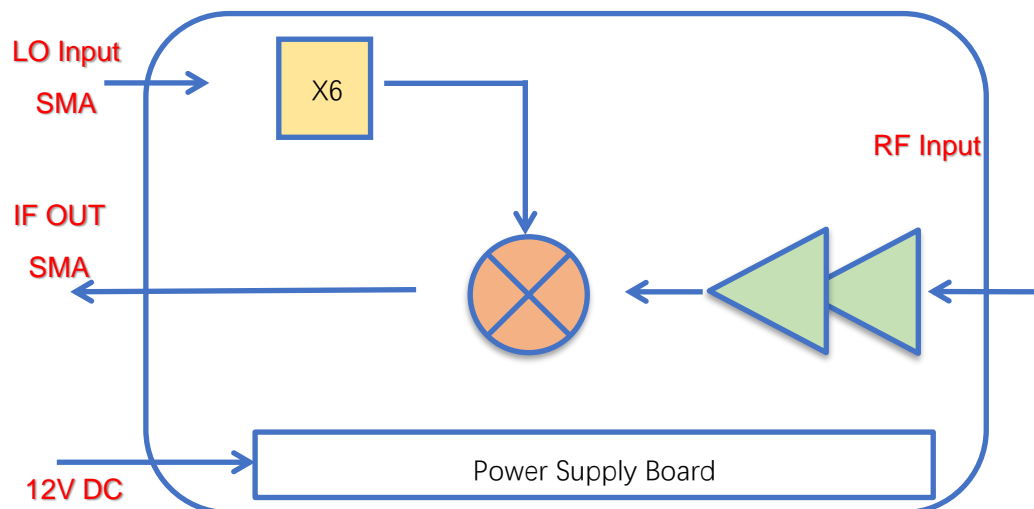 LO Input
SMA
X6
RF Input
IF OUT
SMA
Power Supply Board
12V DC